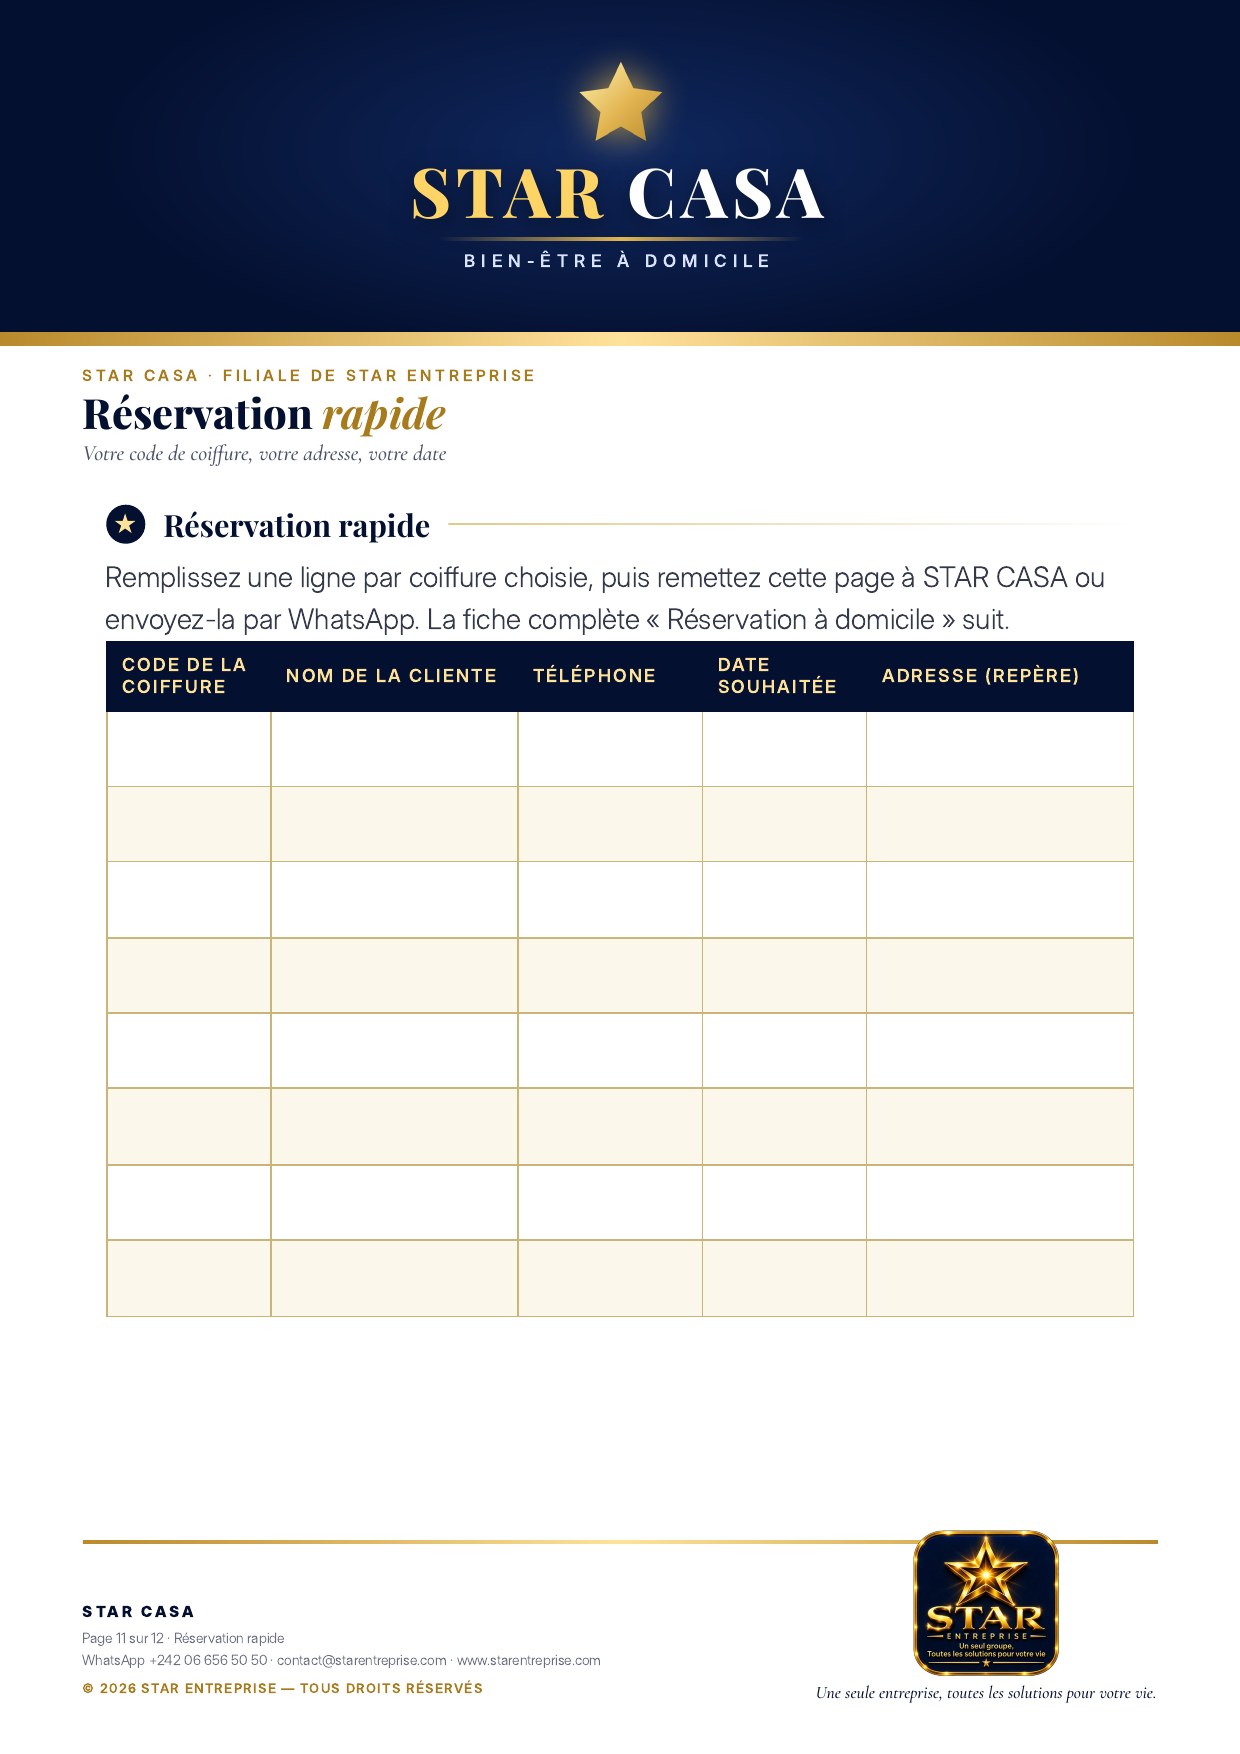 STAR CASA
BIEN-ÊTRE À DOMICILE
STAR CASA · FILIALE DE STAR ENTREPRISE
Réservation rapide
Votre code de coiffure, votre adresse, votre date
Réservation rapide
Remplissez une ligne par coiffure choisie, puis remettez cette page à STAR CASA ou
envoyez-la par WhatsApp. La fiche complète « Réservation à domicile » suit.
CODE DE LA
COIFFURE
NOM DE LA CLIENTE
TÉLÉPHONE
DATE
SOUHAITÉE
ADRESSE (REPÈRE)
STAR CASA
Page 11 sur 12 · Réservation rapide
WhatsApp +242 06 656 50 50 · contact@starentreprise.com · www.starentreprise.com
© 2026 STAR ENTREPRISE — TOUS DROITS RÉSERVÉS
STAR
ENTREPRISE
Un seul groupe,
Toutes les solutions pour votre vie
Une seule entreprise, toutes les solutions pour votre vie.